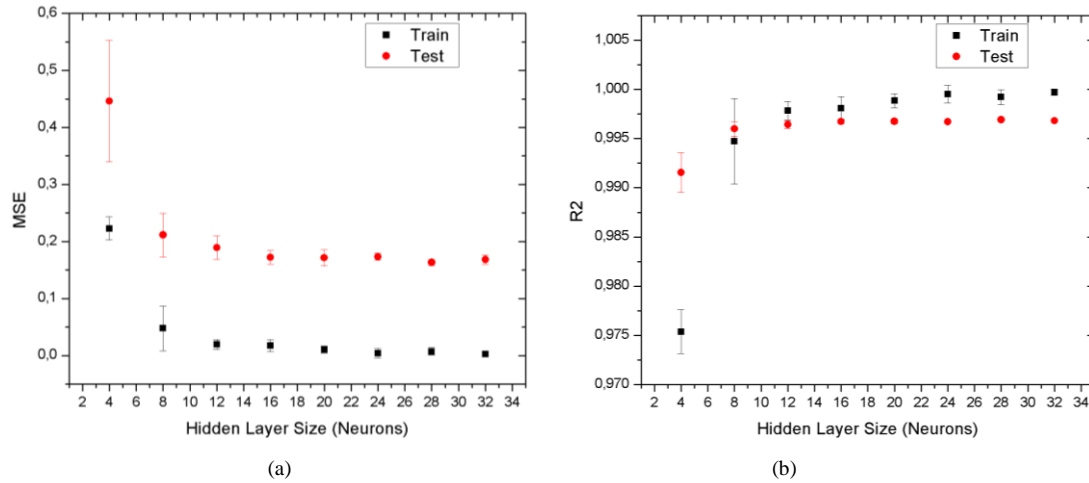 0,6
0,5
0,4
0,3
0,2
0,1
0,0
MSE
Train
Test
2 4 6 8 10 12 14 16 18 20 22 24 26 28 30 32 34
Hidden Layer Size (Neurons)
(a)
1,005
1,000
0,995
0,990
0,985
0,980
0,975
0,970
R2
Train
Test
2 4 6 8 10 12 14 16 18 20 22 24 26 28 30 32 34
Hidden Layer Size (Neurons)
(b)